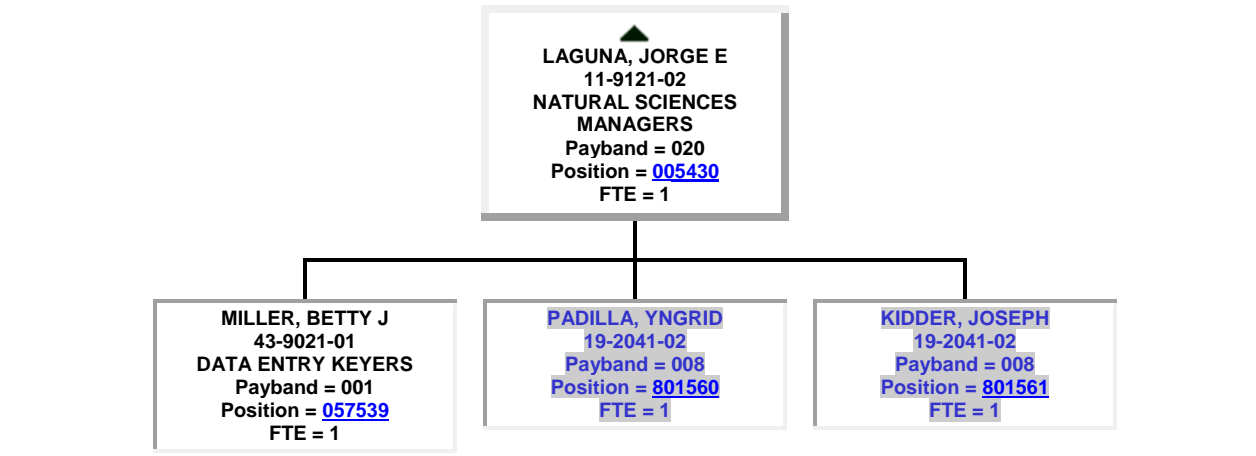 LAGUNA, JORGE E
11-9121-02
NATURAL SCIENCES
MANAGERS
Payband = 020
Position = 005430
FTE = 1
MILLER, BETTY J
43-9021-01
DATA ENTRY KEYERS
Payband = 001
Position = 057539
FTE = 1
PADILLA, YNGRID
19-2041-02
Payband = 008
Position = 801560
FTE = 1
KIDDER, JOSEPH
19-2041-02
Payband = 008
Position = 801561
FTE = 1